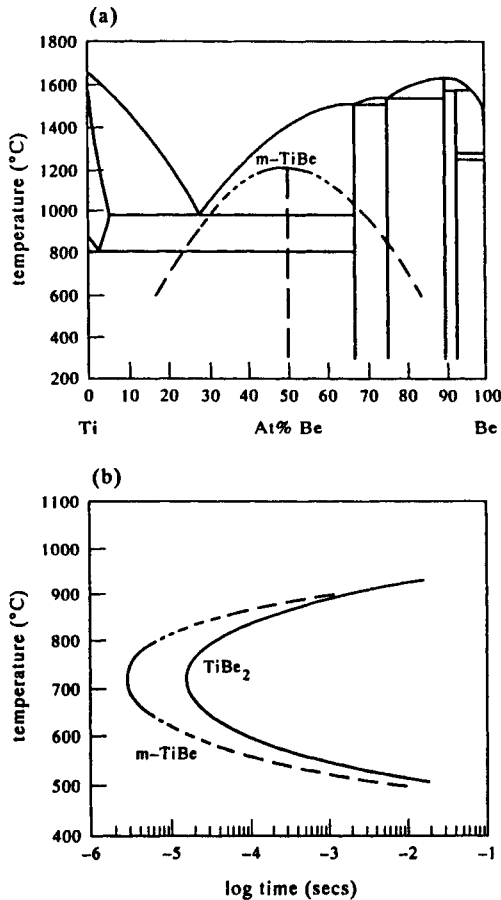 (a)
temperature (°C)
1800
1600
1400
1200
1000
800
600
400
200
m-TiBe
0 10 20 30 40 50 60 70 80 90 100
Ti At% Be Be
(b)
temperature (°C)
1100
1000
900
800
700
600
500
400
TiBe2
m-TiBe
-6 -5 -4 -3 -2 -1
log time (secs)